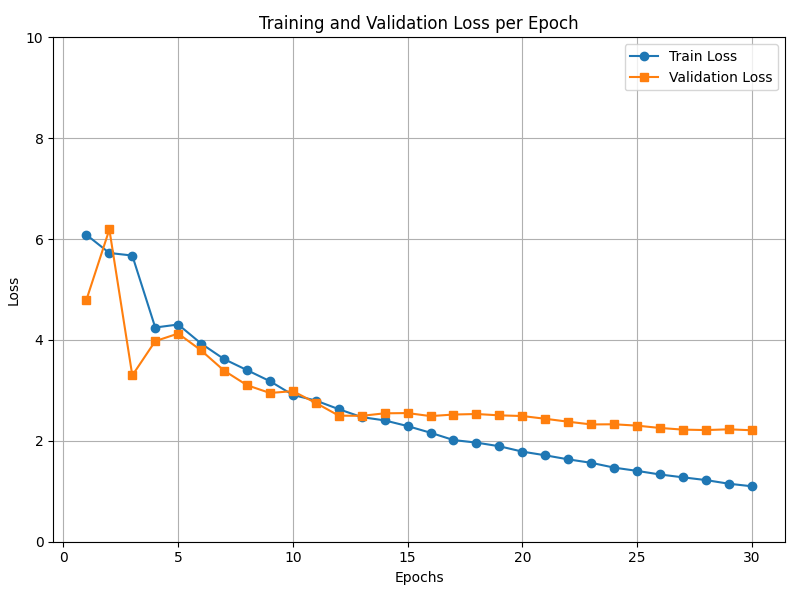 Training and Validation Loss per Epoch
Train Loss
Validation Loss
Loss
10
8
6
4
2
0
0 5 10 15 20 25 30
Epochs